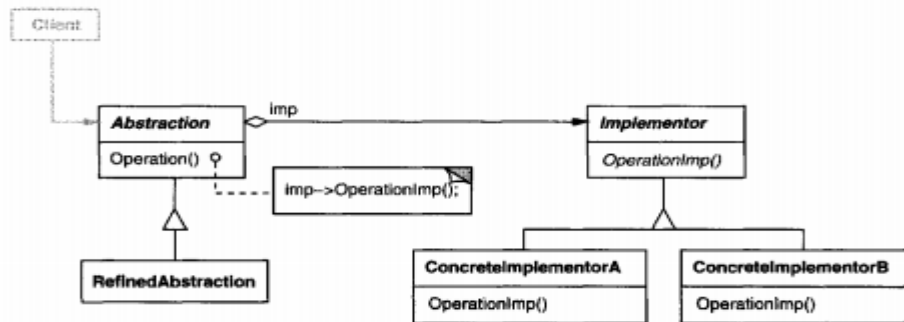 Client
imp
Abstraction
Implementor
Operation()
OperationImp()
imp–>OperationImp();
RefinedAbstraction
ConcreteImplementorA
ConcreteImplementorB
OperationImp()
OperationImp()